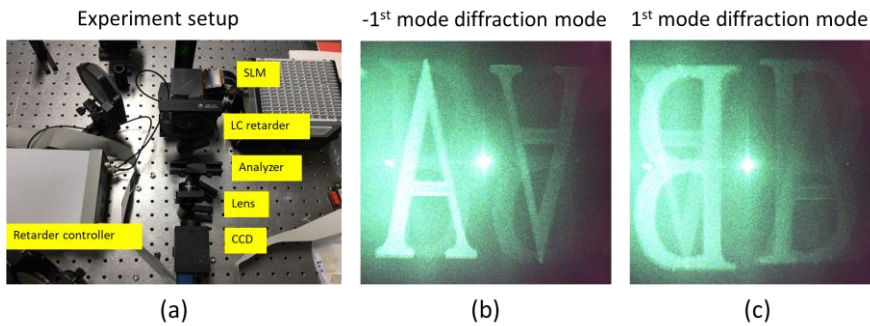 Experiment setup
-1st mode diffraction mode
1st mode diffraction mode
SLM
LC retarder
Analyzer
Lens
Retarder controller
CCD
A
B
(a)
(b)
(c)